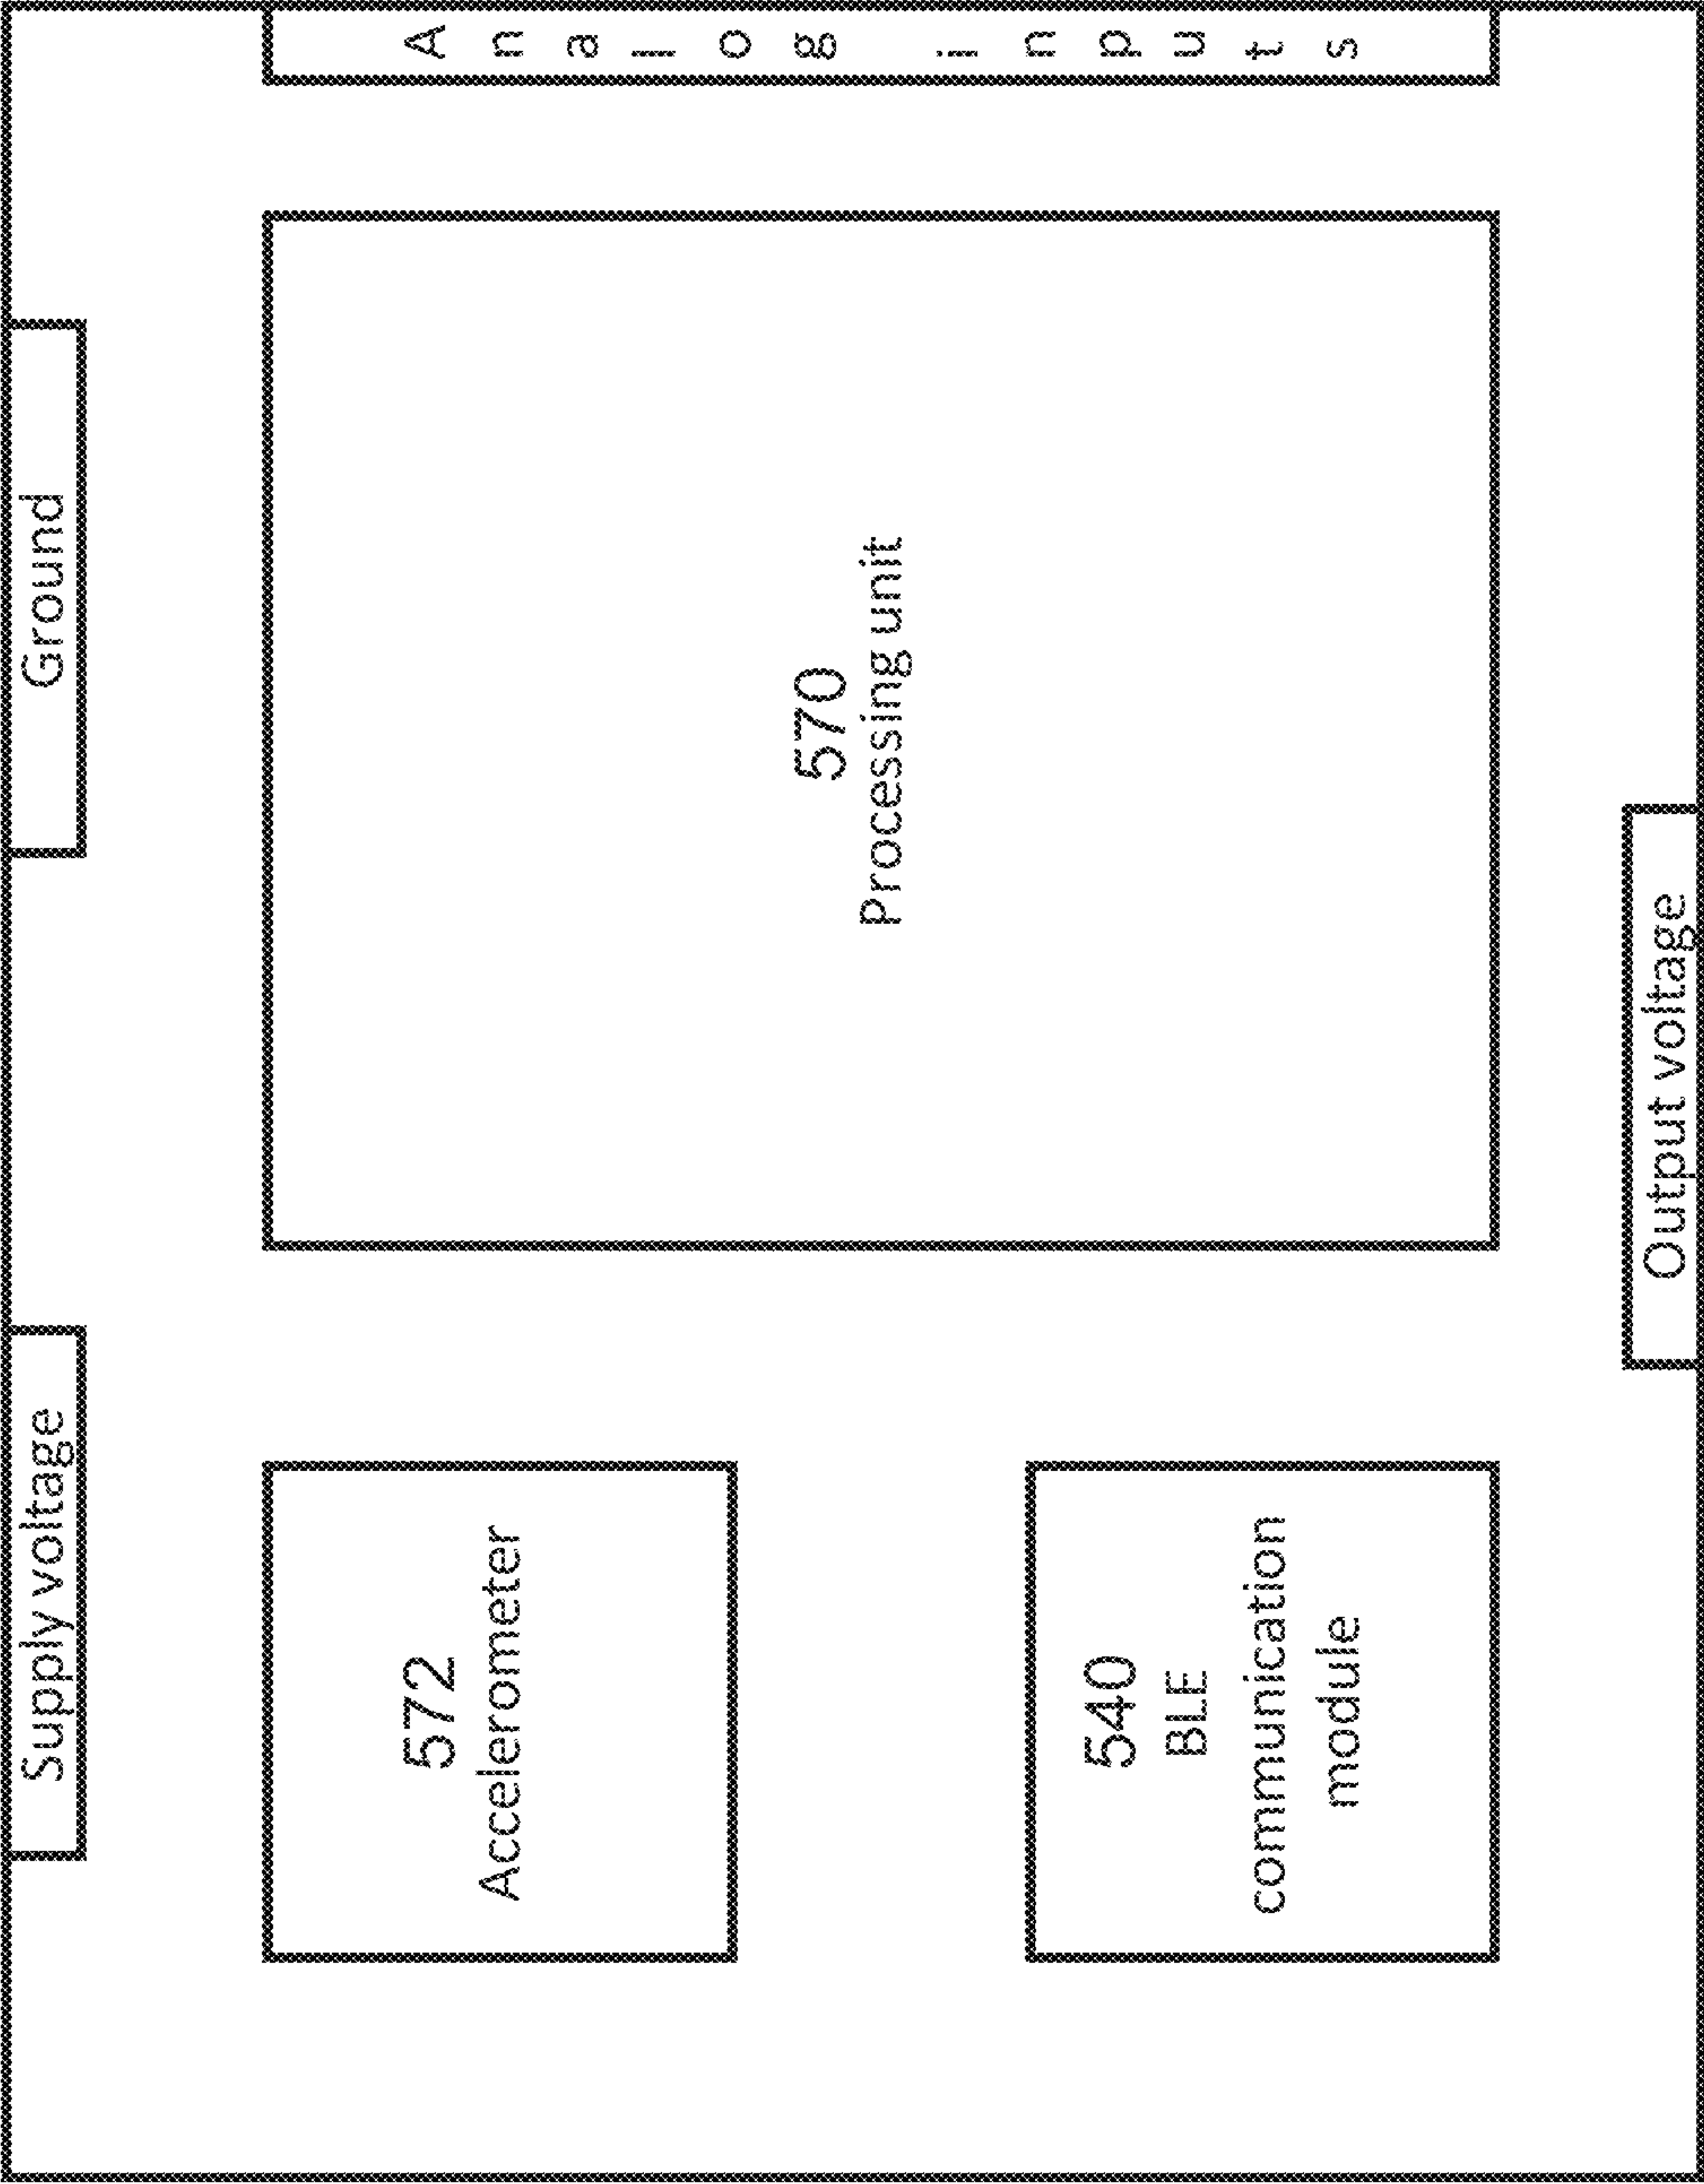 Supply voltage
Ground
572
Accelerometer
570
Processing unit
Analog inputs
540
BLE
communication
module
Output voltage